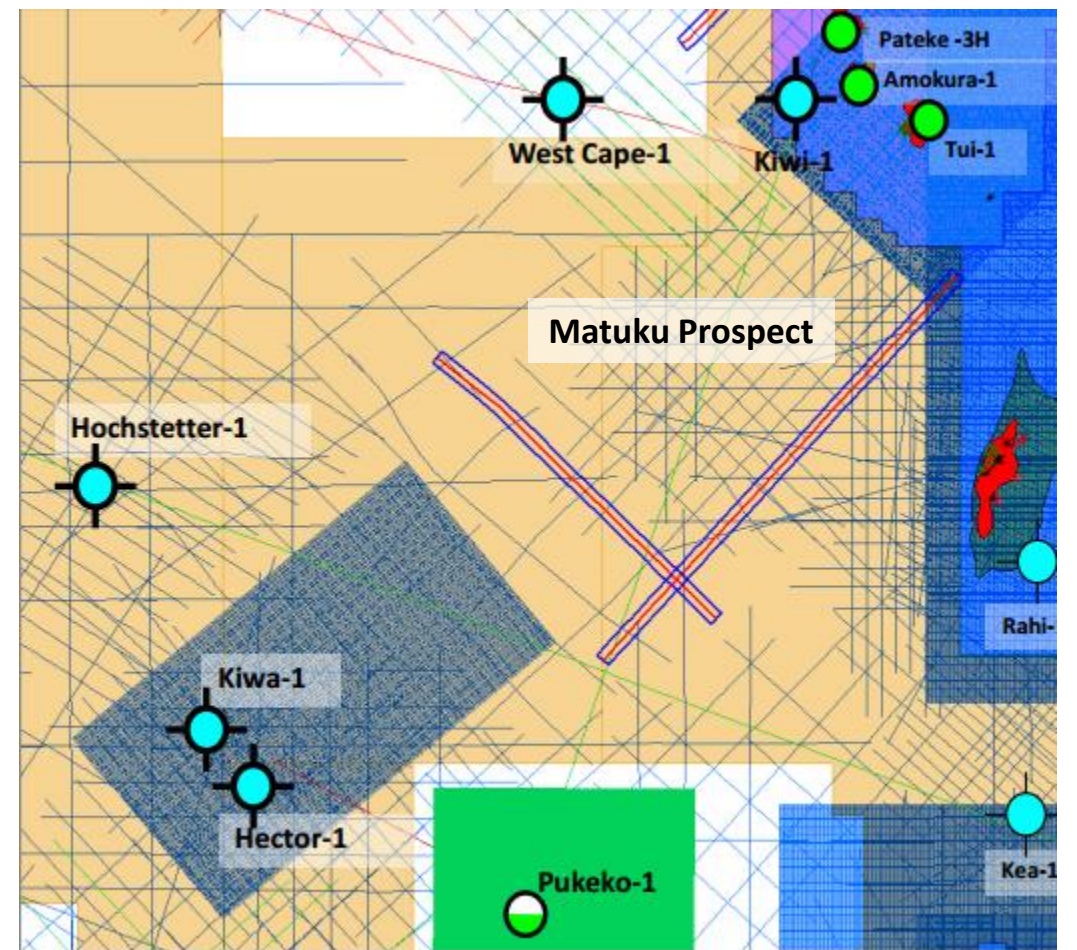 Pateke -3H
Amokura-1
West Cape-1
Kiwi-1
Tui-1
Matuku Prospect
Hochstetter-1
Rahi-
Kiwa-1
Hector-1
Kea-1
Pukeko-1